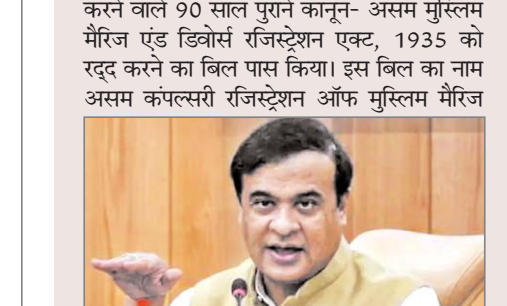 करने वाले 90 साल पुराने कानून- असम मुस्लिम
मैरिज एंड डिवोर्स रजिस्ट्रेशन एक्ट, 1935 को
रद्द करने का बिल पास किया। इस बिल का नाम
असम कंपल्सरी रजिस्ट्रेशन ऑफ मुस्लिम मैरिज